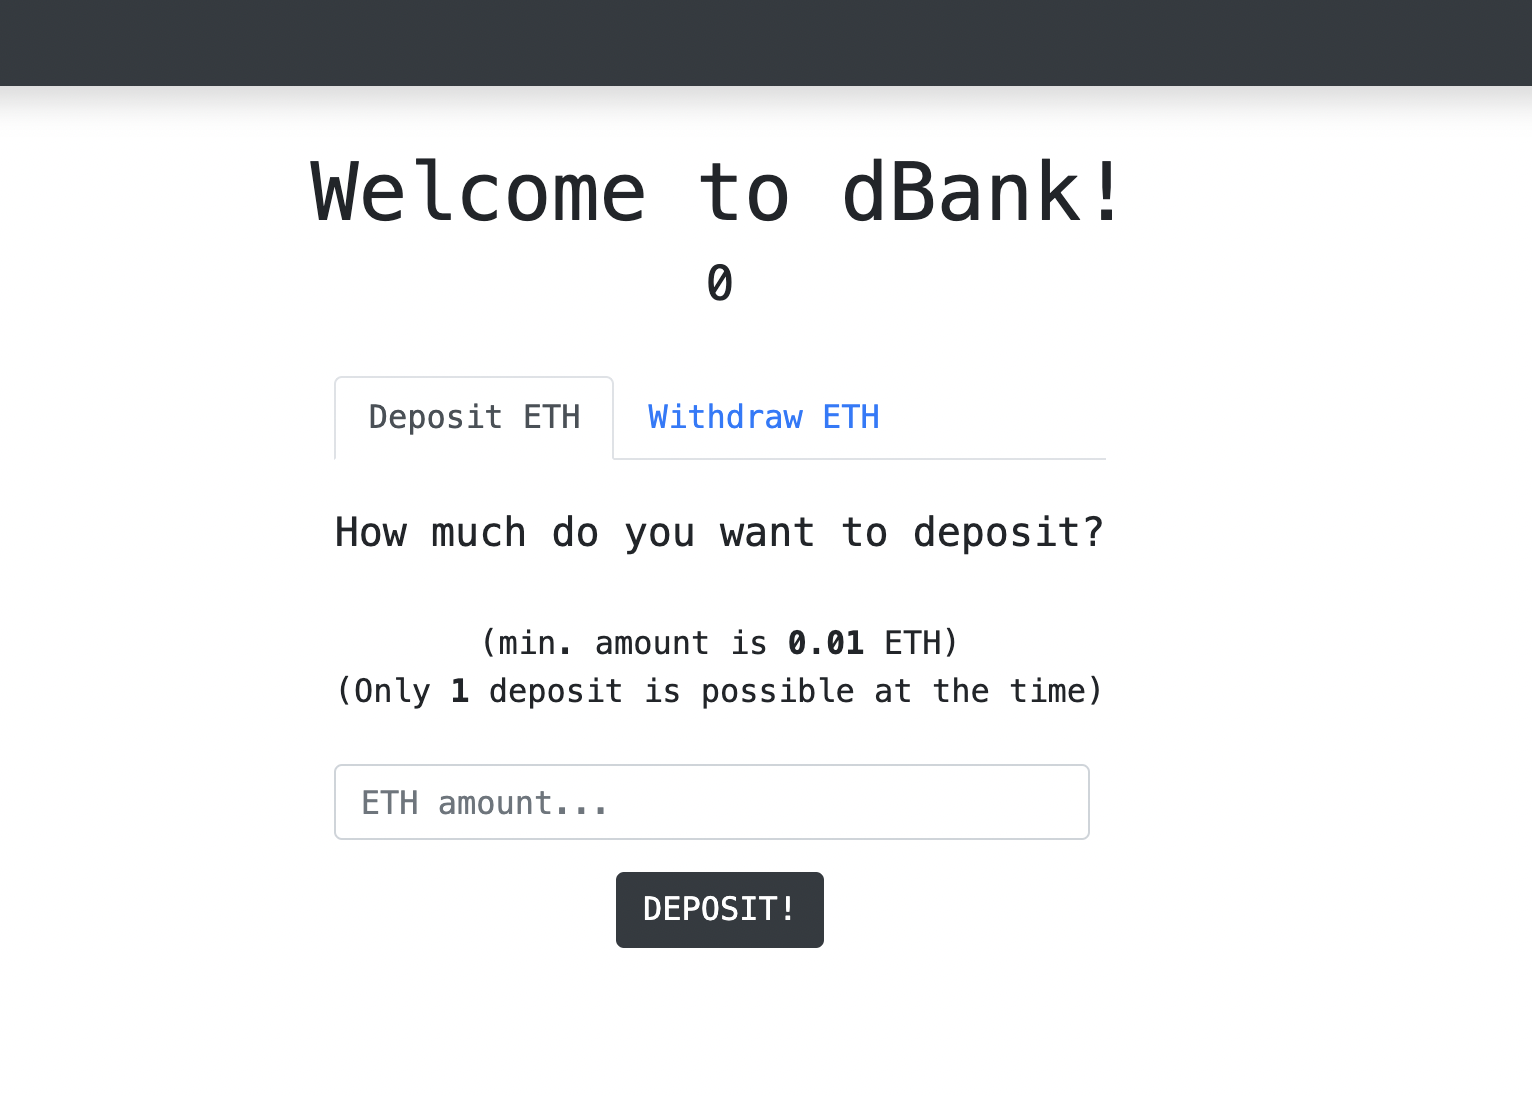 Welcome to dBank!
0
Deposit ETH Withdraw ETH
How much do you want to deposit?
(min. amount is 0.01 ETH)
(Only 1 deposit is possible at the time)
ETH amount...
DEPOSIT!